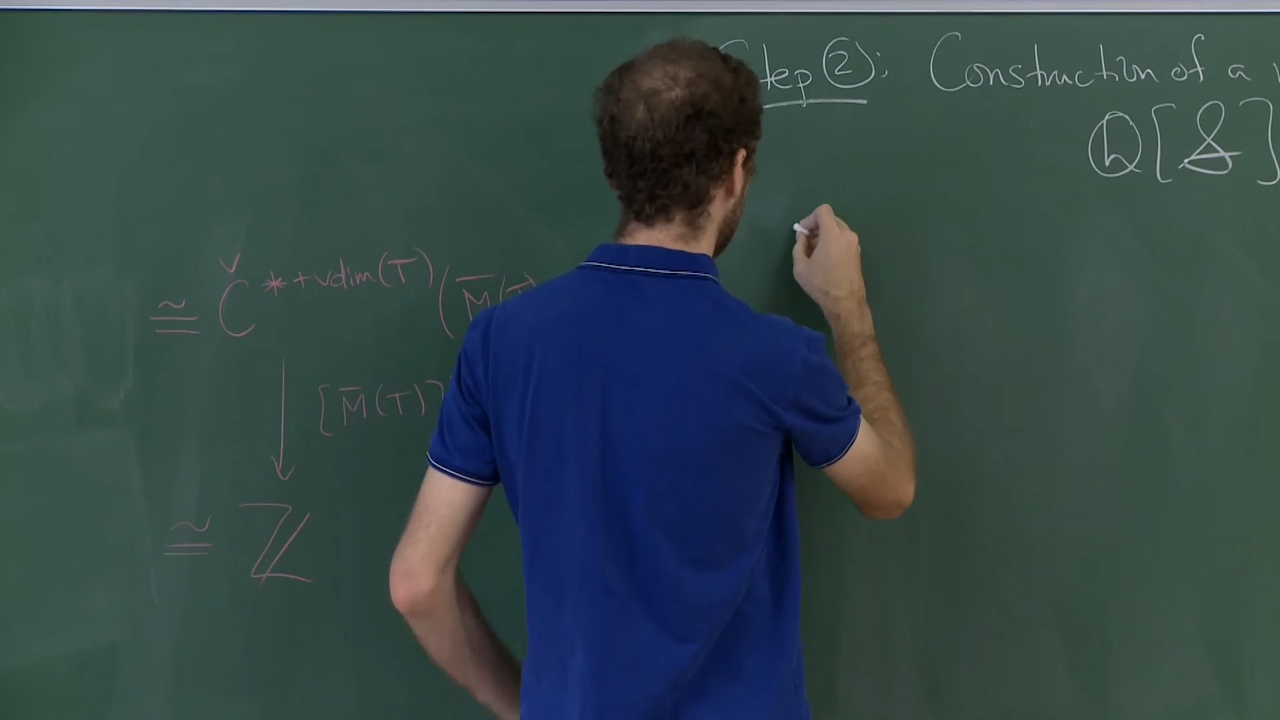 Step ②: Construction of a
ℚ[𝕊]
≅ Č^{*+vdim(T)}(M̄(T)
↓ [M̄(T)]
≅ ℤ